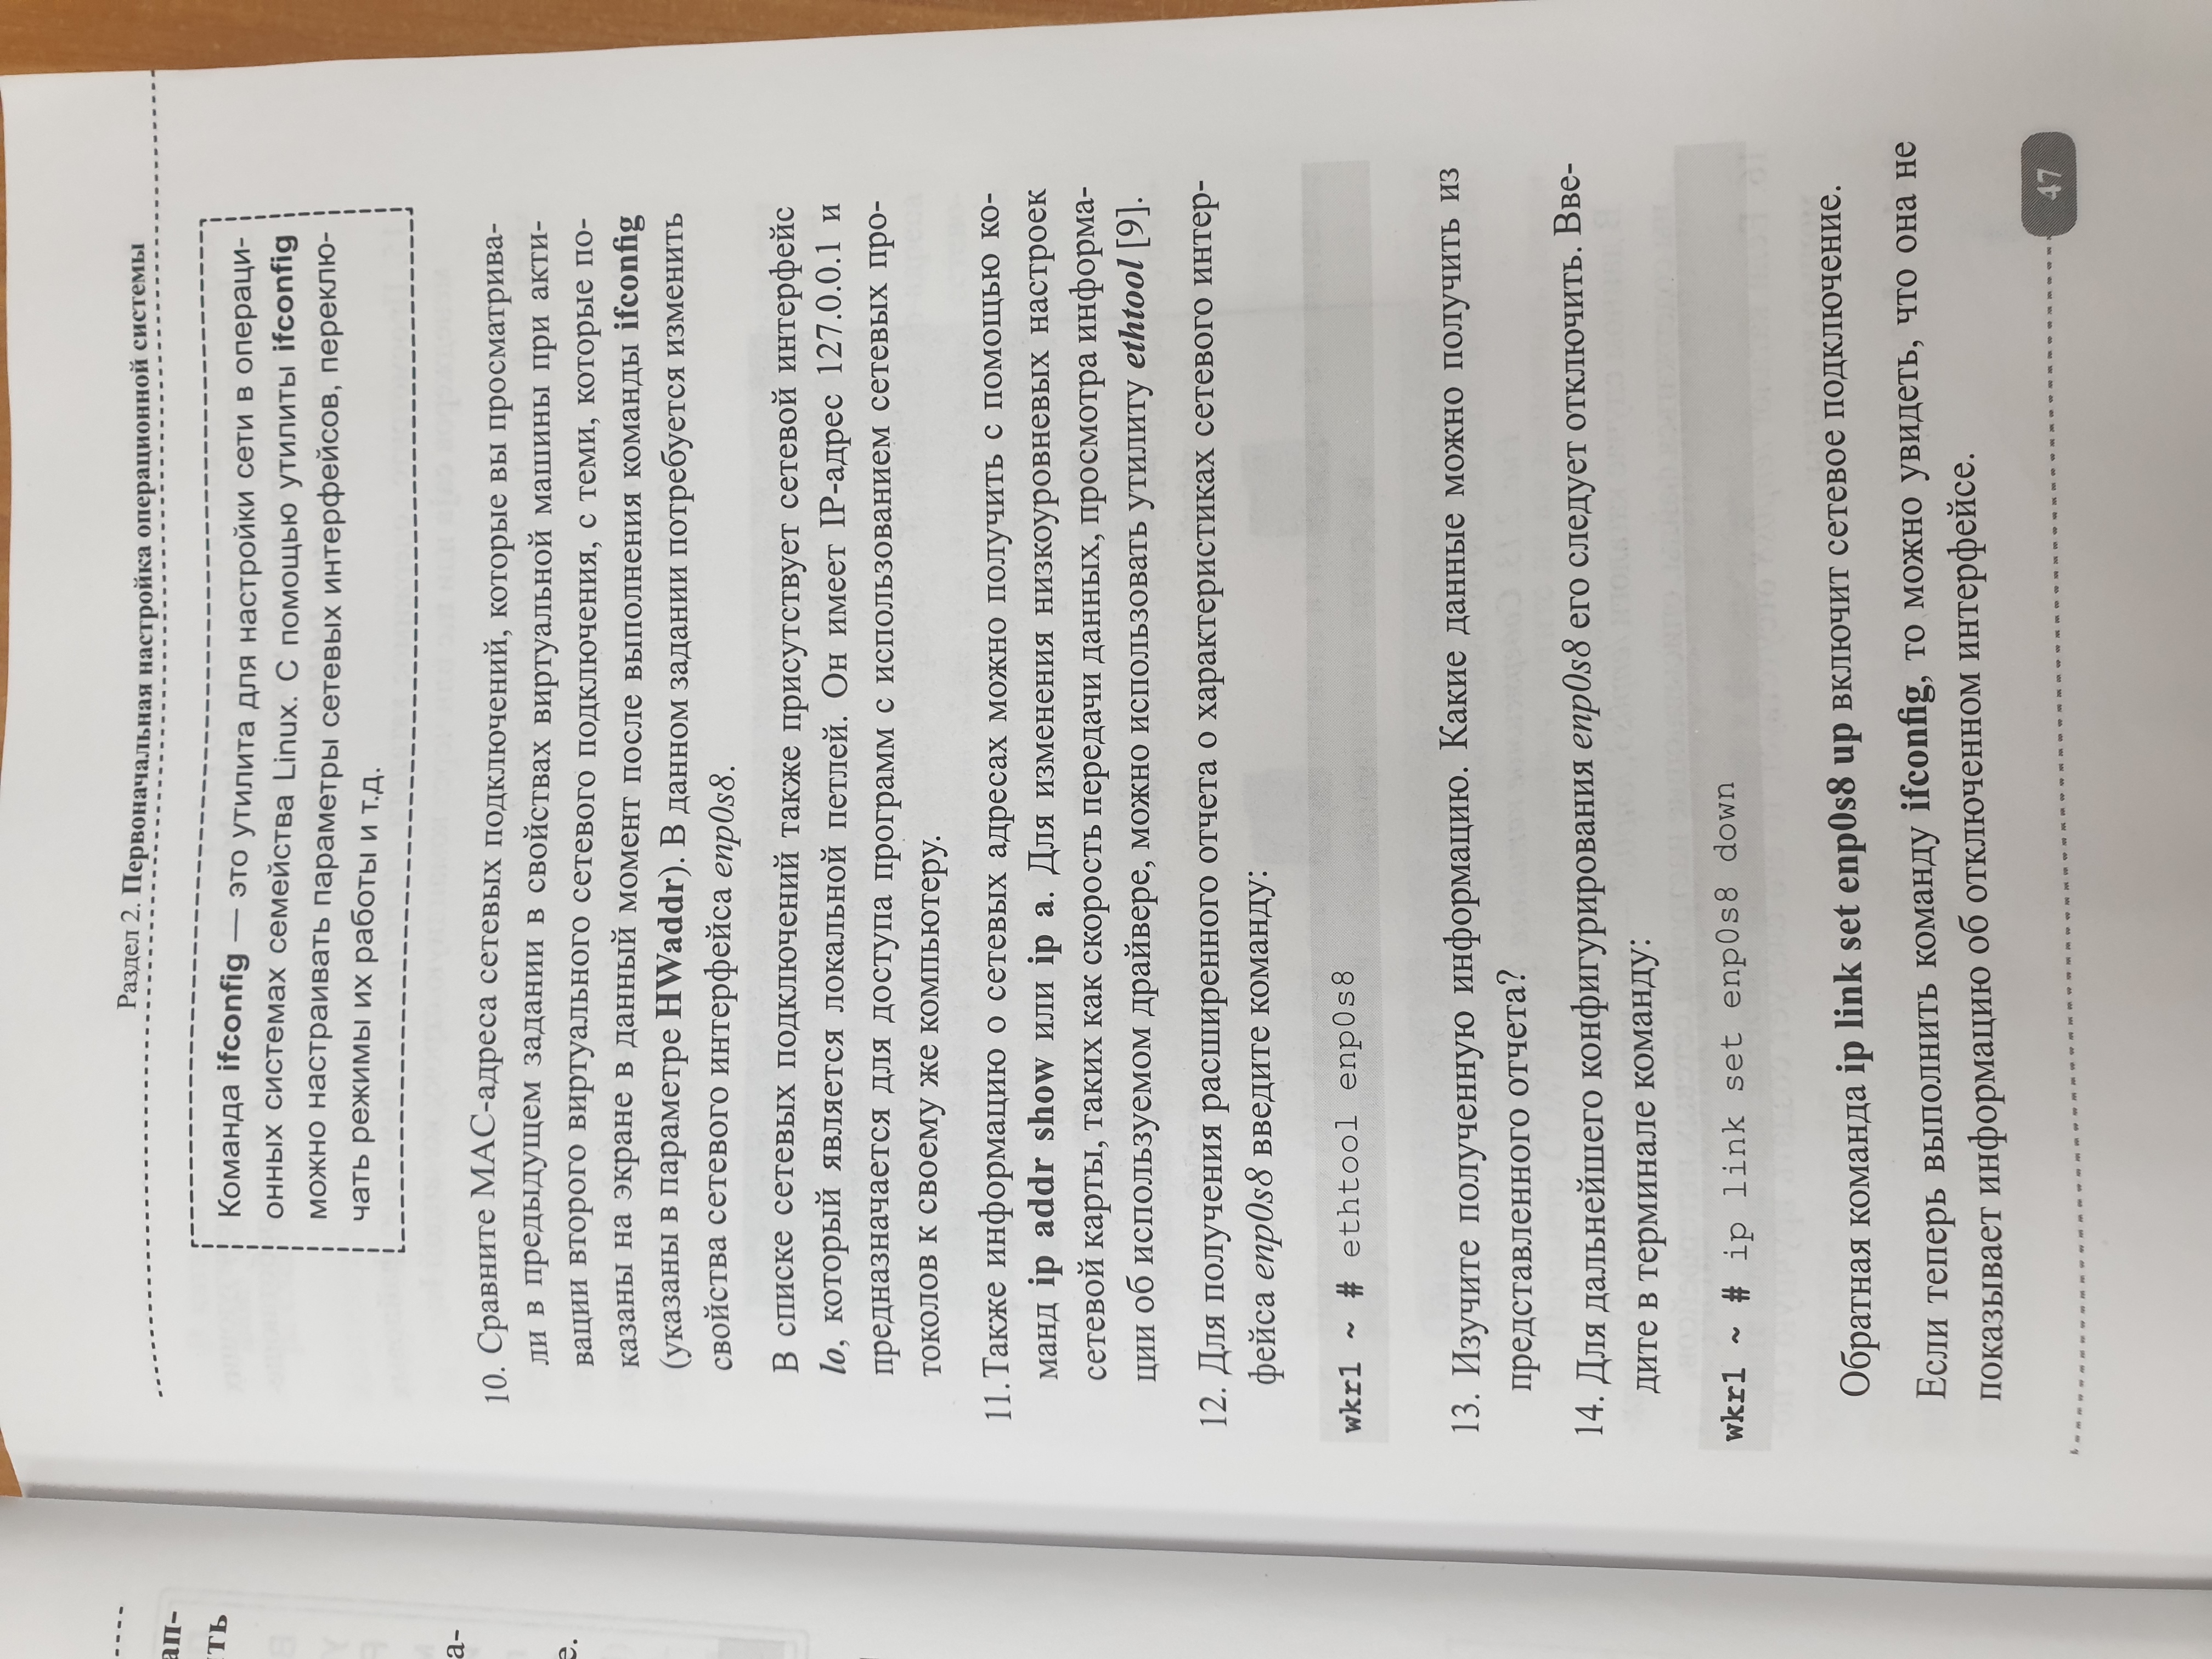 Раздел 2. Первоначальная настройка операционной системы
Команда ifconfig — это утилита для настройки сети в операци-
онных системах семейства Linux. С помощью утилиты ifconfig
можно настраивать параметры сетевых интерфейсов, переклю-
чать режимы их работы и т.д.
10. Сравните MAC-адреса сетевых подключений, которые вы просматрива-
ли в предыдущем задании в свойствах виртуальной машины при акти-
вации второго виртуального сетевого подключения, с теми, которые по-
казаны на экране в данный момент после выполнения команды ifconfig
(указаны в параметре HWaddr). В данном задании потребуется изменить
свойства сетевого интерфейса enp0s8.
В списке сетевых подключений также присутствует сетевой интерфейс
lo, который является локальной петлей. Он имеет IP-адрес 127.0.0.1 и
предназначается для доступа программ с использованием сетевых про-
токолов к своему же компьютеру.
11. Также информацию о сетевых адресах можно получить с помощью ко-
манд ip addr show или ip a. Для изменения низкоуровневых настроек
сетевой карты, таких как скорость передачи данных, просмотра информа-
ции об используемом драйвере, можно использовать утилиту ethtool [9].
12. Для получения расширенного отчета о характеристиках сетевого интер-
фейса enp0s8 введите команду:
wkr1 ~ # ethtool enp0s8
13. Изучите полученную информацию. Какие данные можно получить из
представленного отчета?
14. Для дальнейшего конфигурирования enp0s8 его следует отключить. Вве-
дите в терминале команду:
wkr1 ~ # ip link set enp0s8 down
Обратная команда ip link set enp0s8 up включит сетевое подключение.
Если теперь выполнить команду ifconfig, то можно увидеть, что она не
показывает информацию об отключенном интерфейсе.
47
ап-
ть
а-
е.